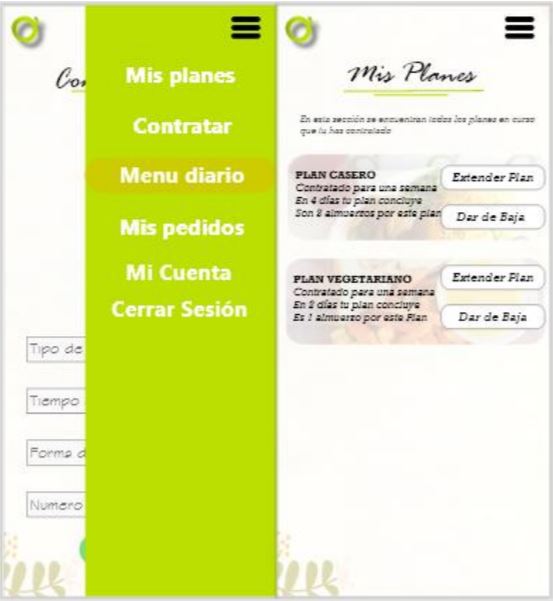 Con
Mis planes
Contratar
Menu diario
Mis pedidos
Mi Cuenta
Cerrar Sesión
Tipo de
Tiempo
Forma d
Numero
Mis Planes
En esta sección se encuentran todos los planes en curso
que tu has contratado
PLAN CASERO
Contratado para una semana
En 4 días tu plan concluye
Son 2 almuerzos por este plan
Extender Plan
Dar de Baja
PLAN VEGETARIANO
Contratado para una semana
En 2 días tu plan concluye
Es 1 almuerzo por este Plan
Extender Plan
Dar de Baja